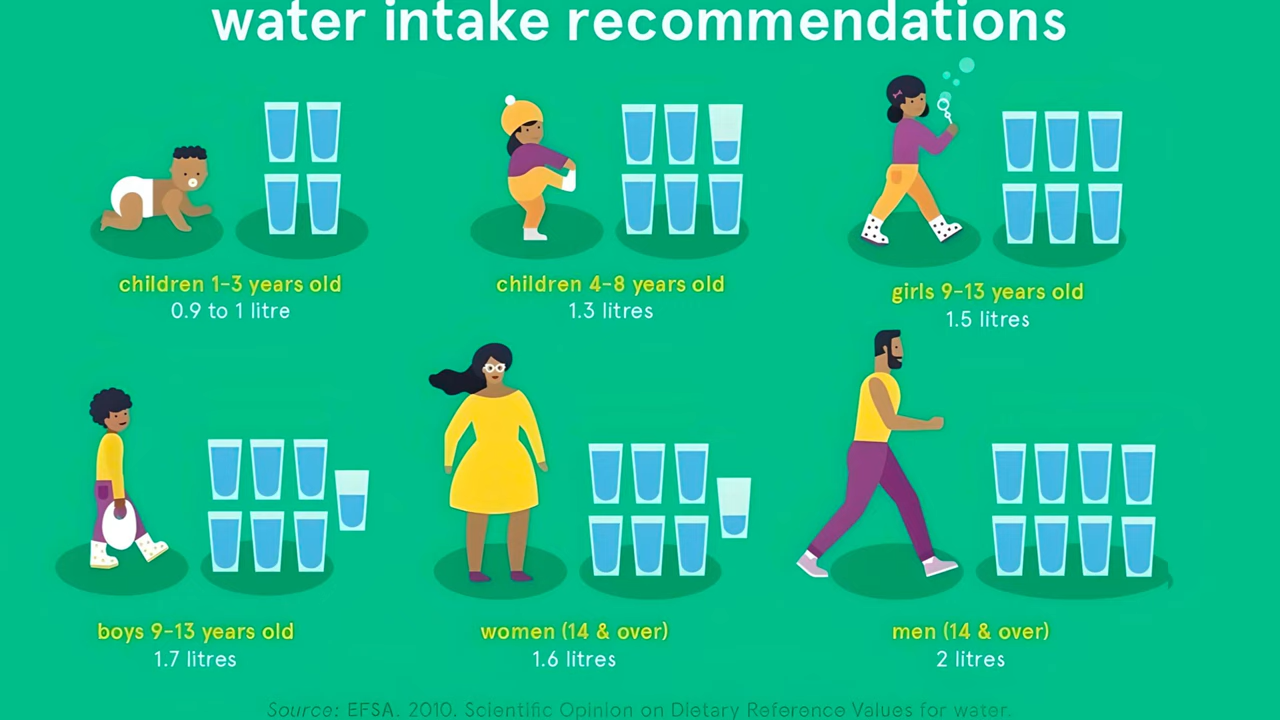 water intake recommendations
children 1-3 years old
0.9 to 1 litre
children 4-8 years old
1.3 litres
girls 9-13 years old
1.5 litres
boys 9-13 years old
1.7 litres
women (14 & over)
1.6 litres
men (14 & over)
2 litres
Source: EFSA. 2010. Scientific Opinion on Dietary Reference Values for water.